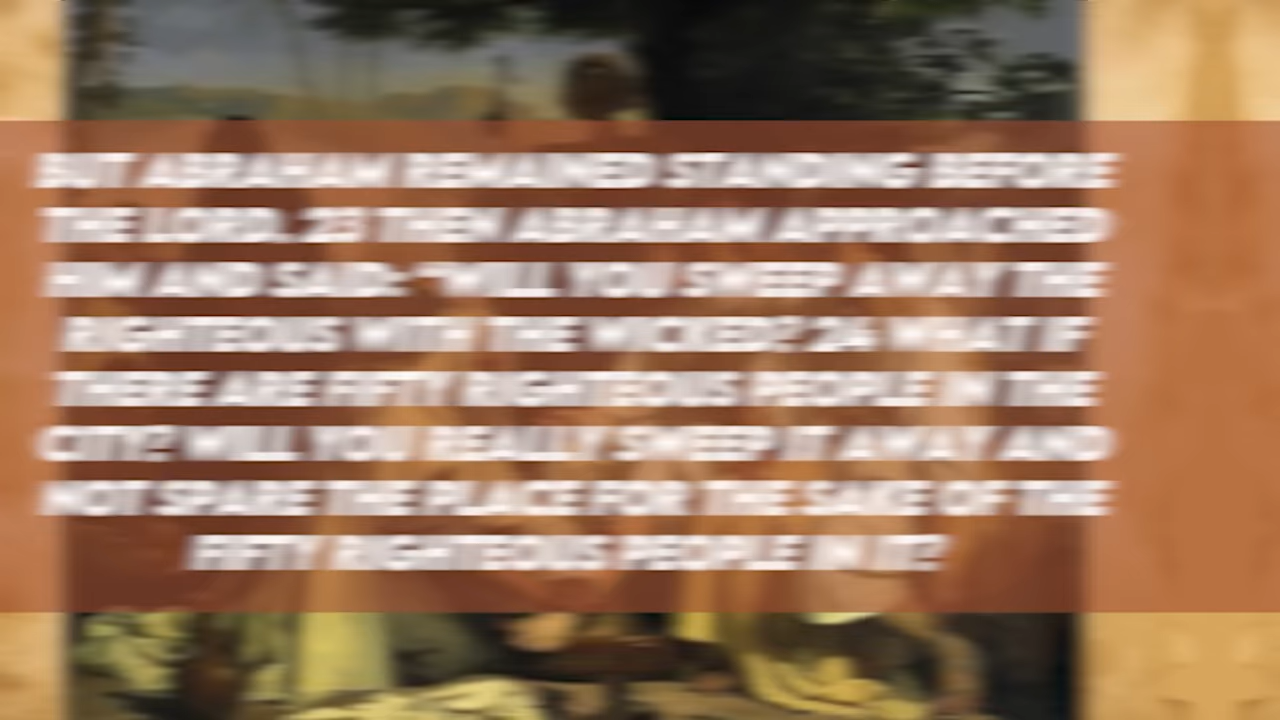 BUT ABRAHAM REMAINED STANDING BEFORE
THE LORD. 23 THEN ABRAHAM APPROACHED
HIM AND SAID: "WILL YOU SWEEP AWAY THE
RIGHTEOUS WITH THE WICKED? 24 WHAT IF
THERE ARE FIFTY RIGHTEOUS PEOPLE IN THE
CITY? WILL YOU REALLY SWEEP IT AWAY AND
NOT SPARE THE PLACE FOR THE SAKE OF THE
FIFTY RIGHTEOUS PEOPLE IN IT?